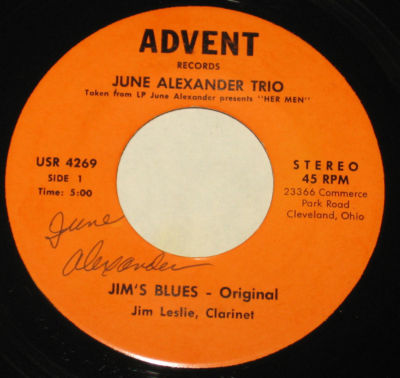 ADVENT
RECORDS
JUNE ALEXANDER TRIO
Taken from LP June Alexander presents "HER MEN"
USR 4269
SIDE 1
Time: 5:00
STEREO
45 RPM
23366 Commerce
Park Road
Cleveland, Ohio
June
Alexander
JIM'S BLUES - Original
Jim Leslie, Clarinet